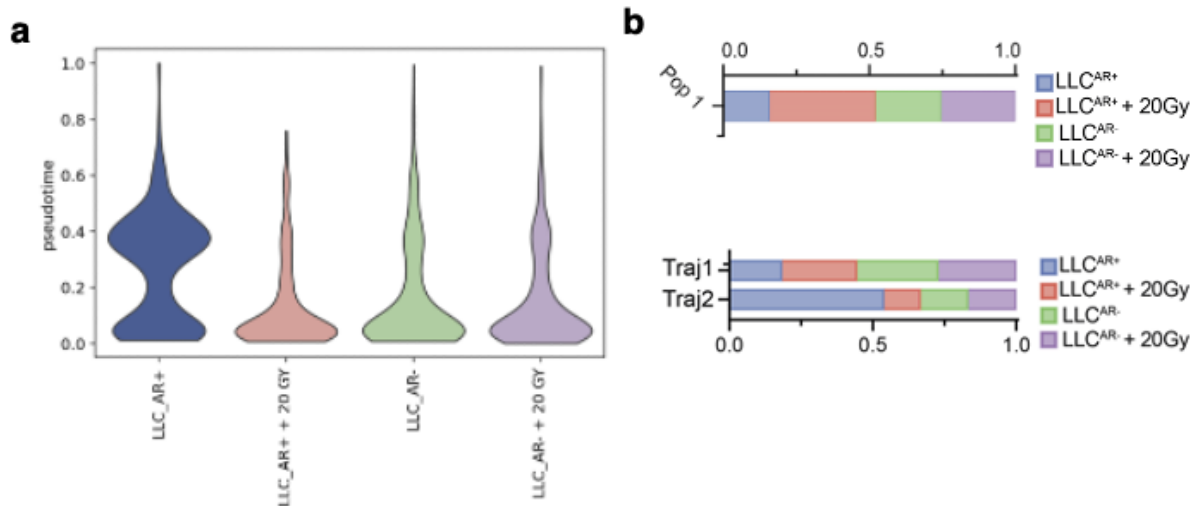 a
pseudotime
1.0
0.8
0.6
0.4
0.2
0.0
LLC_AR+
LLC_AR+ + 20 GY
LLC_AR-
LLC_AR- + 20 GY
b
0.0 0.5 1.0
Pop 1
LLCAR+
LLCAR+ + 20Gy
LLCAR-
LLCAR- + 20Gy
Traj1
Traj2
0.0 0.5 1.0
LLCAR+
LLCAR+ + 20Gy
LLCAR-
LLCAR- + 20Gy